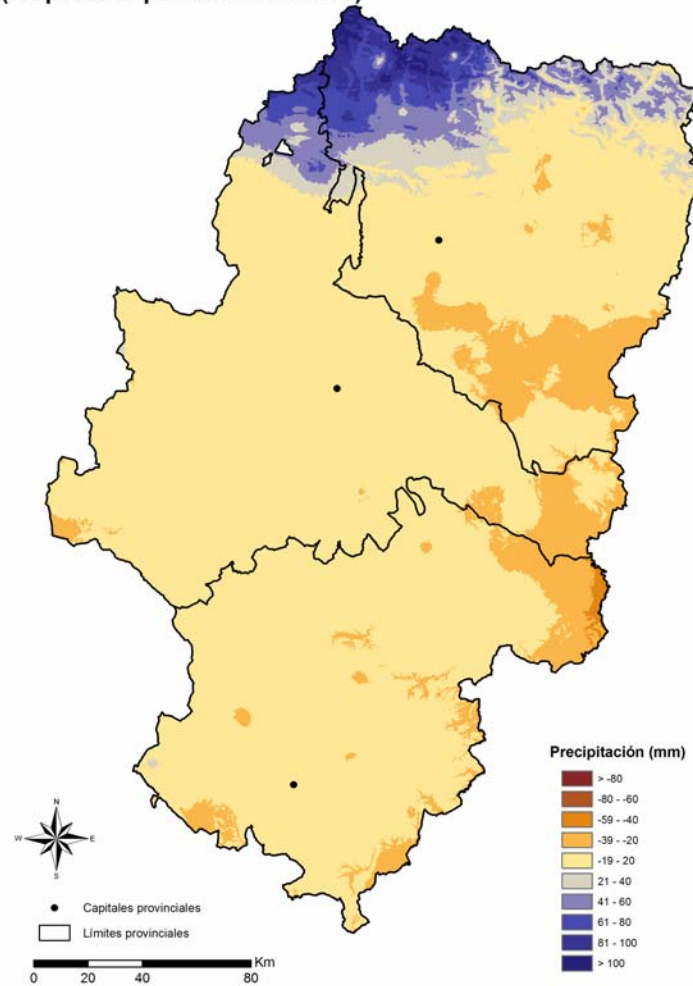 Precipitación (mm)
> -80
-80 - -60
-59 - -40
-39 - -20
-19 - 20
21 - 40
41 - 60
61 - 80
81 - 100
> 100
N
W E
S
Capitales provinciales
Límites provinciales
Km
0 20 40 80